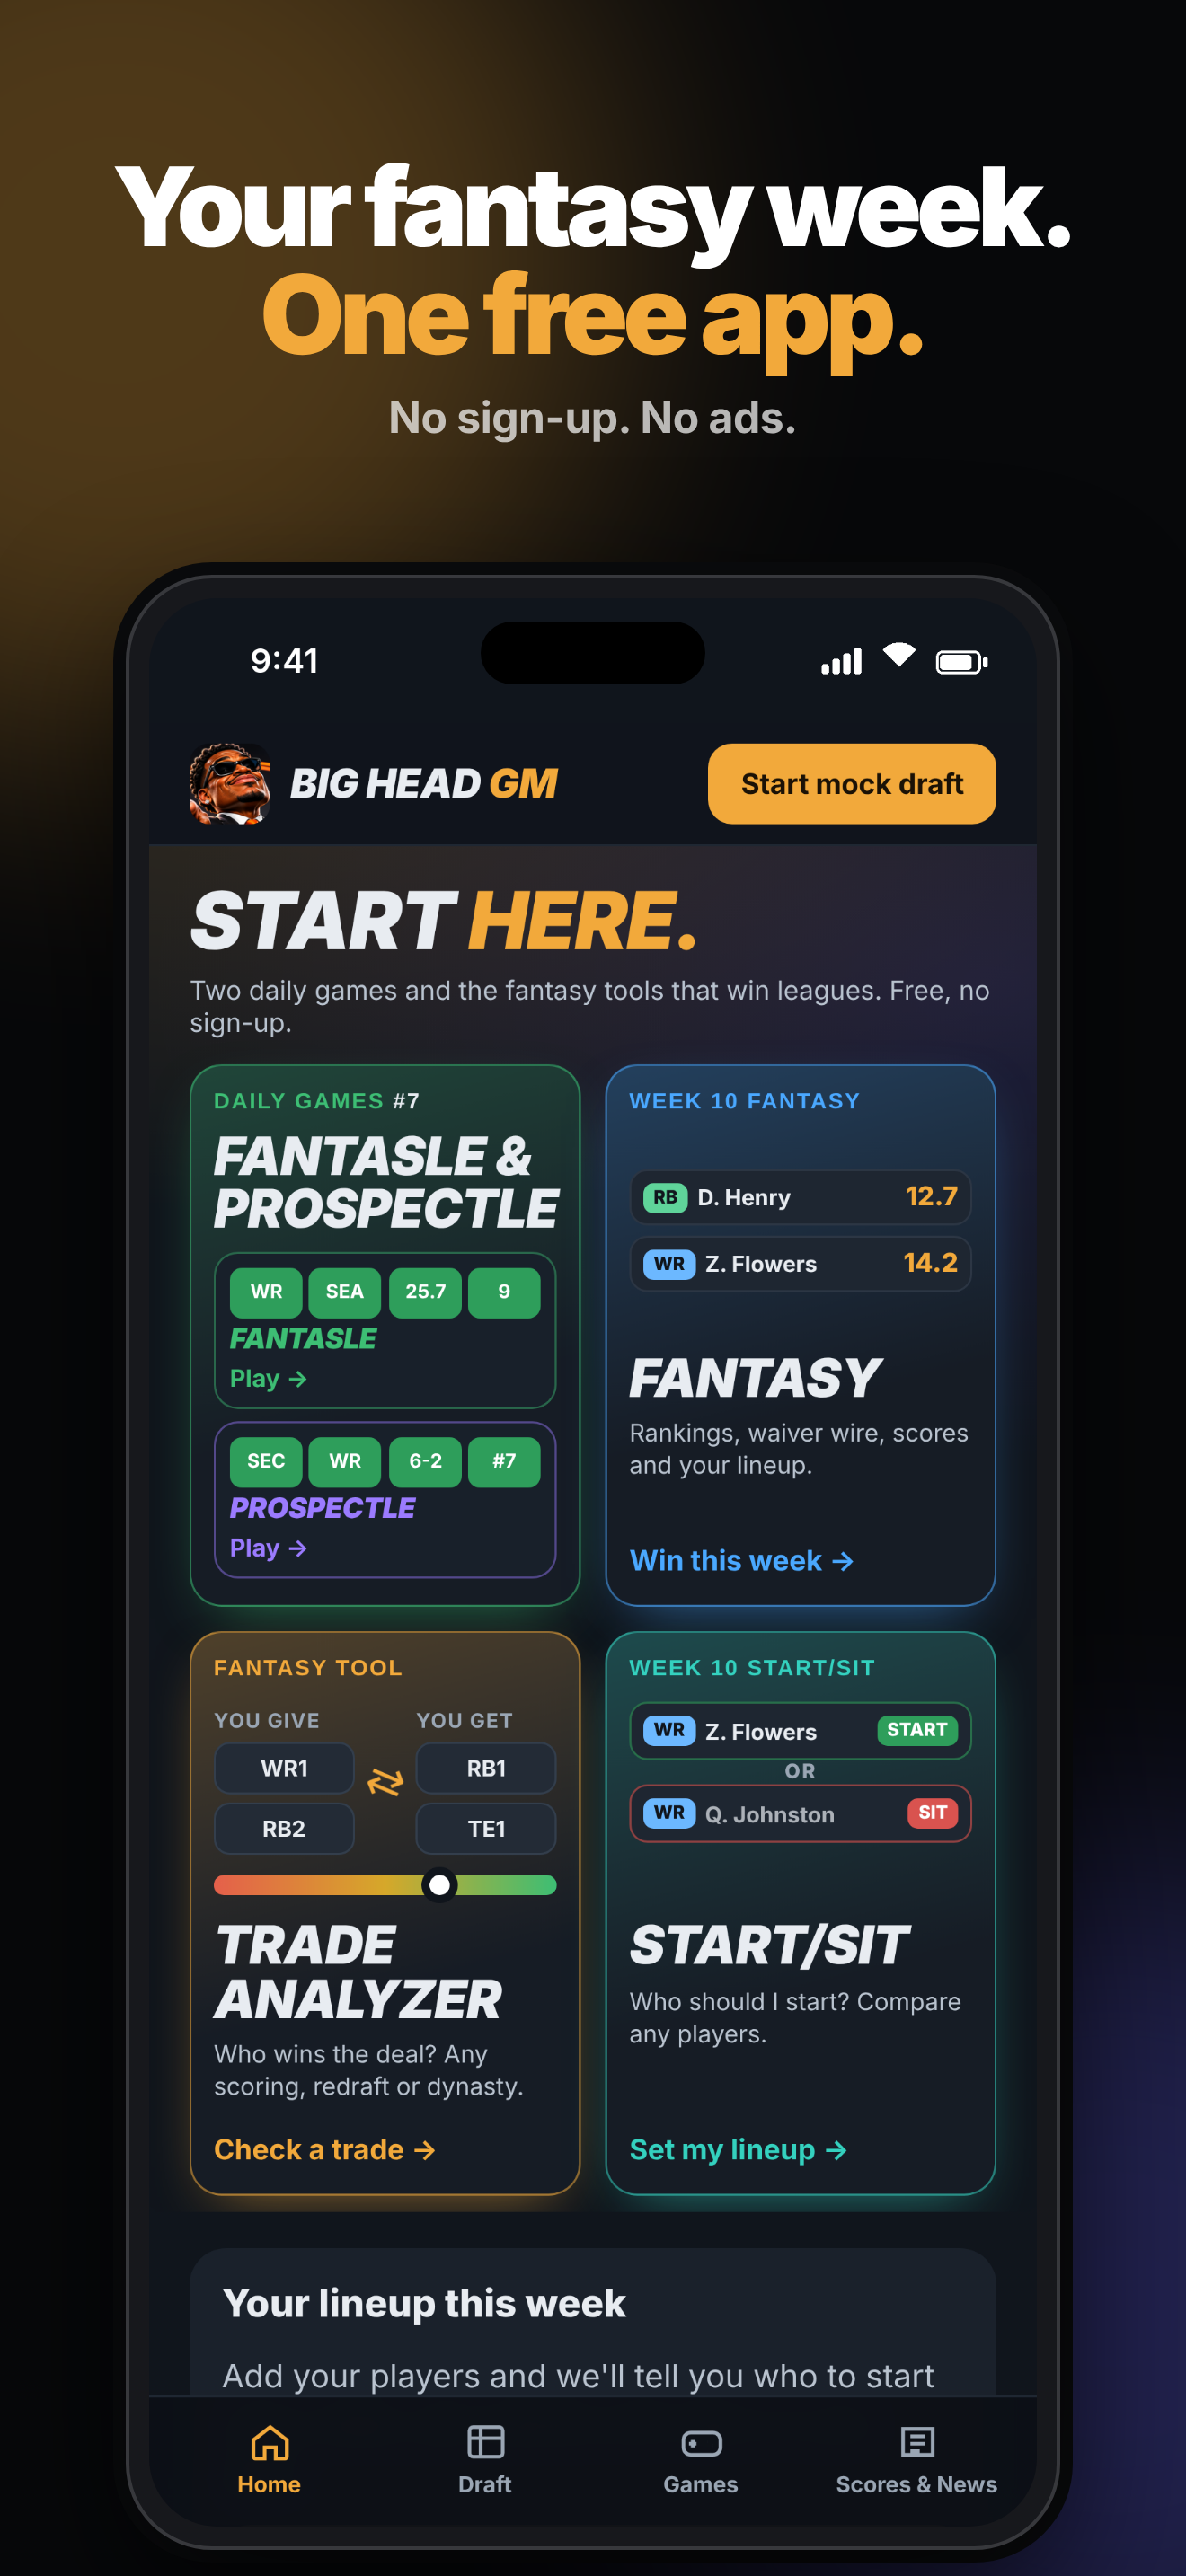 Your fantasy week.
One free app.
No sign-up. No ads.
9:41
BIG HEAD GM
Start mock draft
START HERE.
Two daily games and the fantasy tools that win leagues. Free, no
sign-up.
DAILY GAMES #7
FANTASLE &
PROSPECTLE
WR SEA 25.7 9
FANTASLE
Play →
SEC WR 6-2 #7
PROSPECTLE
Play →
WEEK 10 FANTASY
RB D. Henry 12.7
WR Z. Flowers 14.2
FANTASY
Rankings, waiver wire, scores
and your lineup.
Win this week →
FANTASY TOOL
YOU GIVE YOU GET
WR1 RB1
RB2 TE1
TRADE
ANALYZER
Who wins the deal? Any
scoring, redraft or dynasty.
Check a trade →
WEEK 10 START/SIT
WR Z. Flowers START
OR
WR Q. Johnston SIT
START/SIT
Who should I start? Compare
any players.
Set my lineup →
Your lineup this week
Add your players and we'll tell you who to start
Home Draft Games Scores & News